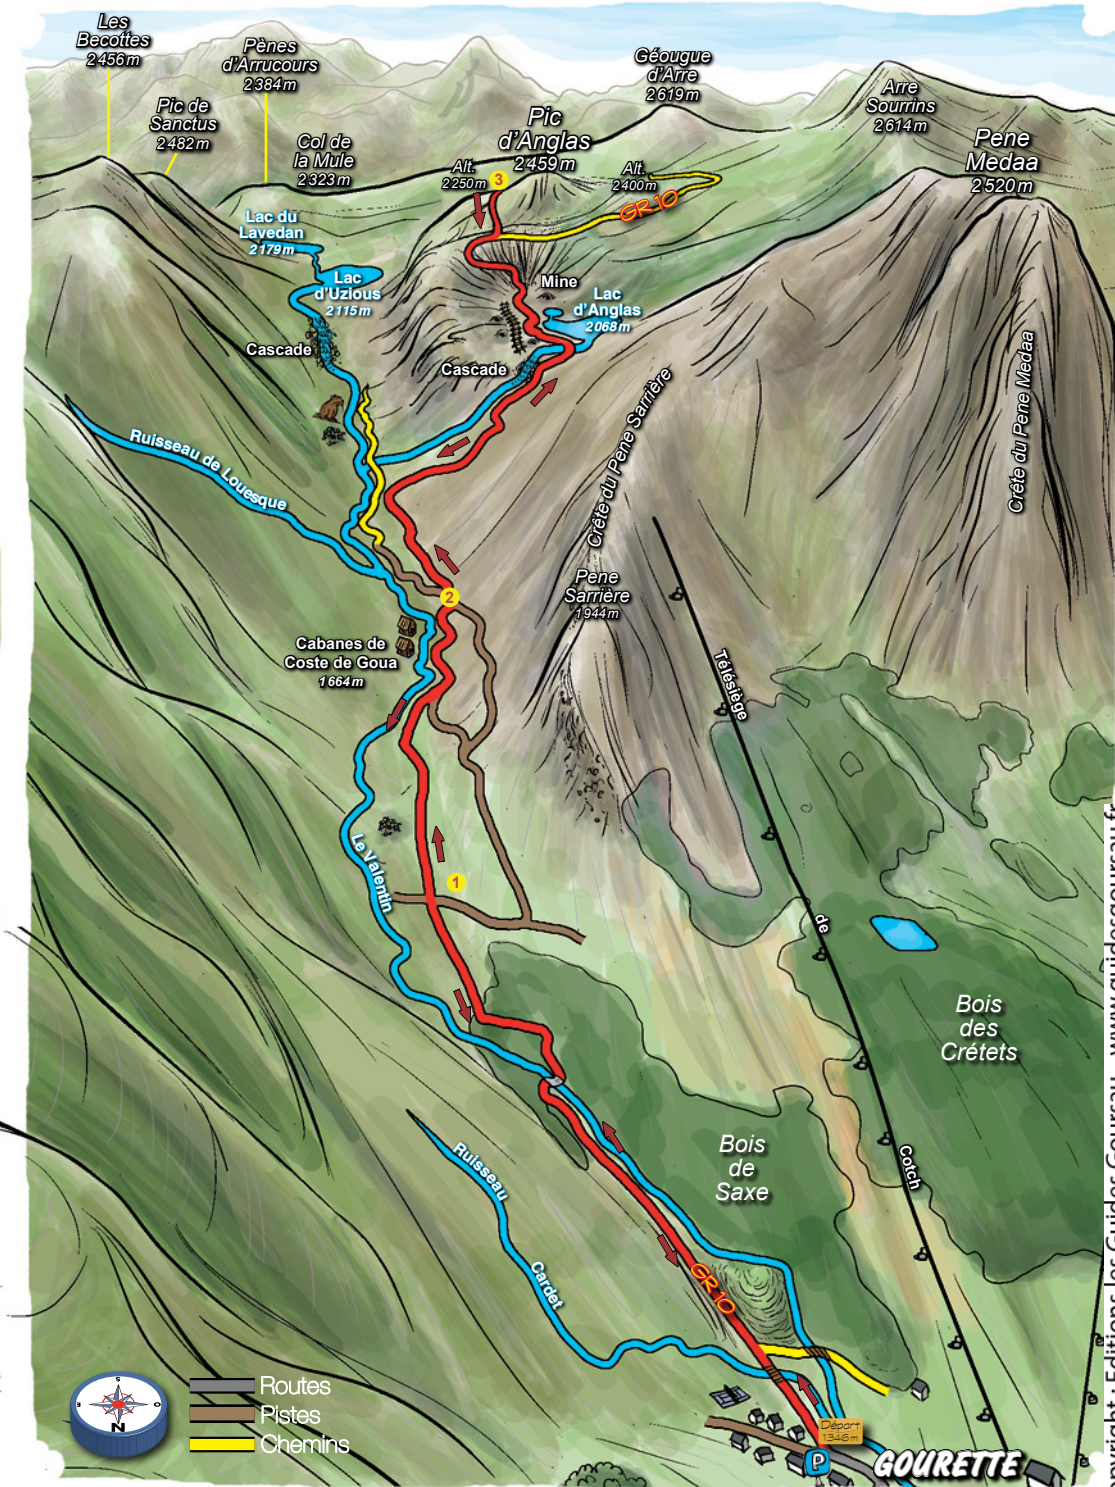 Les
Becottes
2456m
Pènes
d'Arrucours
2384m
Pic de
Sanctus
2482m
Col de
la Mule
2323m
Géougue
d'Arre
2619m
Arre
Sourrins
2614m
Pic
d'Anglas
2459m
Pene
Medaa
2520m
Alt.
2250m
3
Alt.
2400m
GR 10
Lac du
Lavedan
2179m
Lac
d'Uzious
2115m
Mine
Lac
d'Anglas
2068m
Cascade
Cascade
Ruisseau de Louesque
Crête du Pene Sarrière
Crête du Pene Medaa
Pene
Sarrière
1944m
2
Cabanes de
Coste de Goua
1664m
Télésiège
de
Cotch
1
Le Valentin
Bois
des
Crétets
Bois
de
Saxe
Ruisseau
Cardet
GR 10
S
E
O
N
Routes
Pistes
Chemins
Départ
1346m
P
GOURETTE